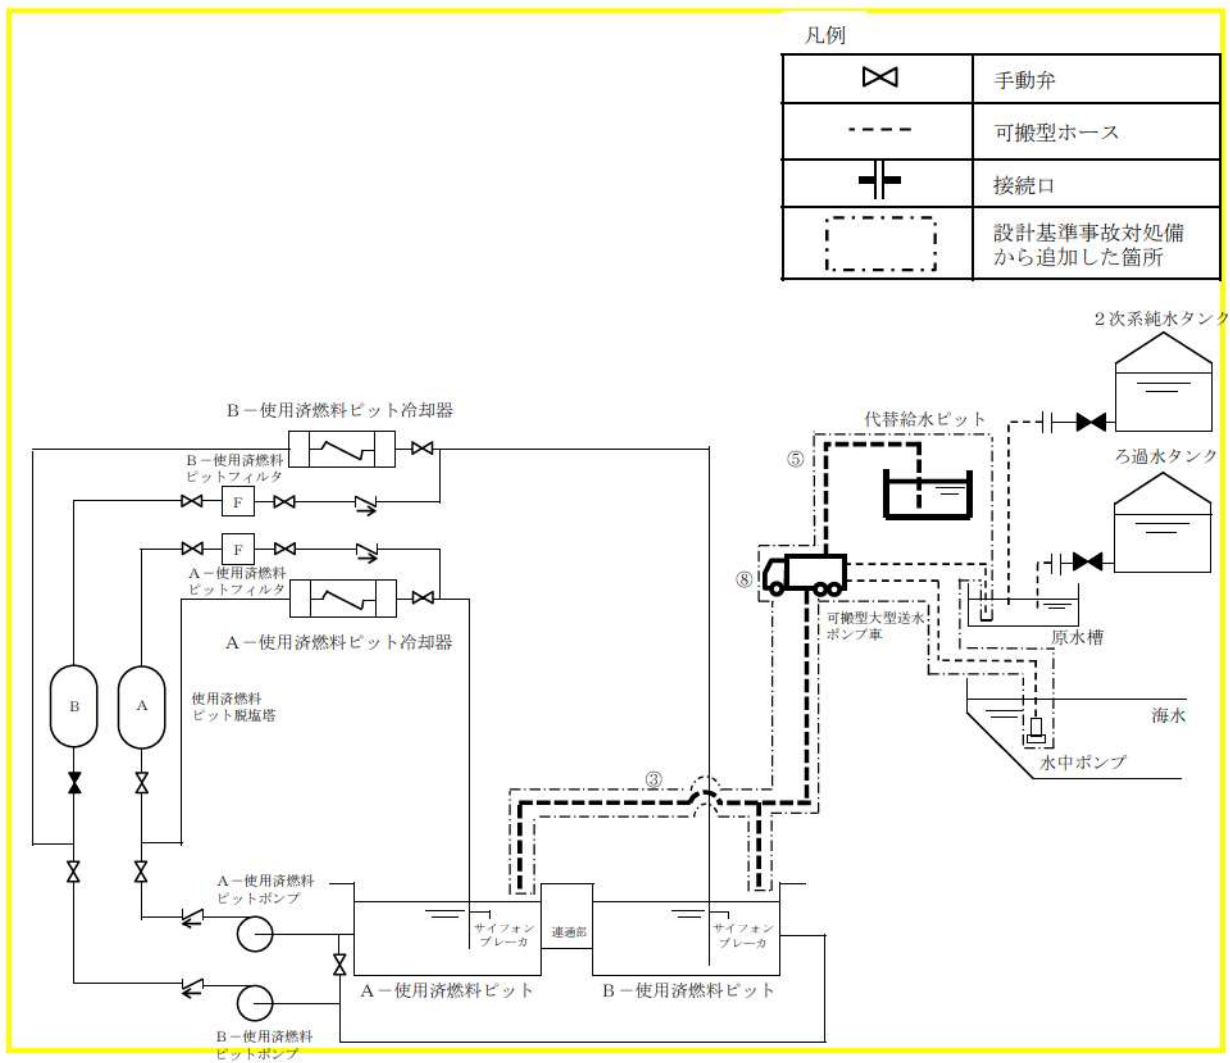 凡例
手動弁
可搬型ホース
接続口
設計基準事故対処備
から追加した箇所
2次系純水タンク
B-使用済燃料ピット冷却器
代替給水ピット
B-使用済燃料
ピットフィルタ
⑤
ろ過水タンク
F
F
A-使用済燃料
ピットフィルタ
⑧
可搬型大型送水
ポンプ車
原水槽
A-使用済燃料ピット冷却器
B
A
使用済燃料
ピット脱塩塔
海水
水中ポンプ
③
A-使用済燃料
ピットポンプ
サイフォン
ブレーカ
連通部
サイフォン
ブレーカ
A-使用済燃料ピット
B-使用済燃料ピット
B-使用済燃料
ピットポンプ